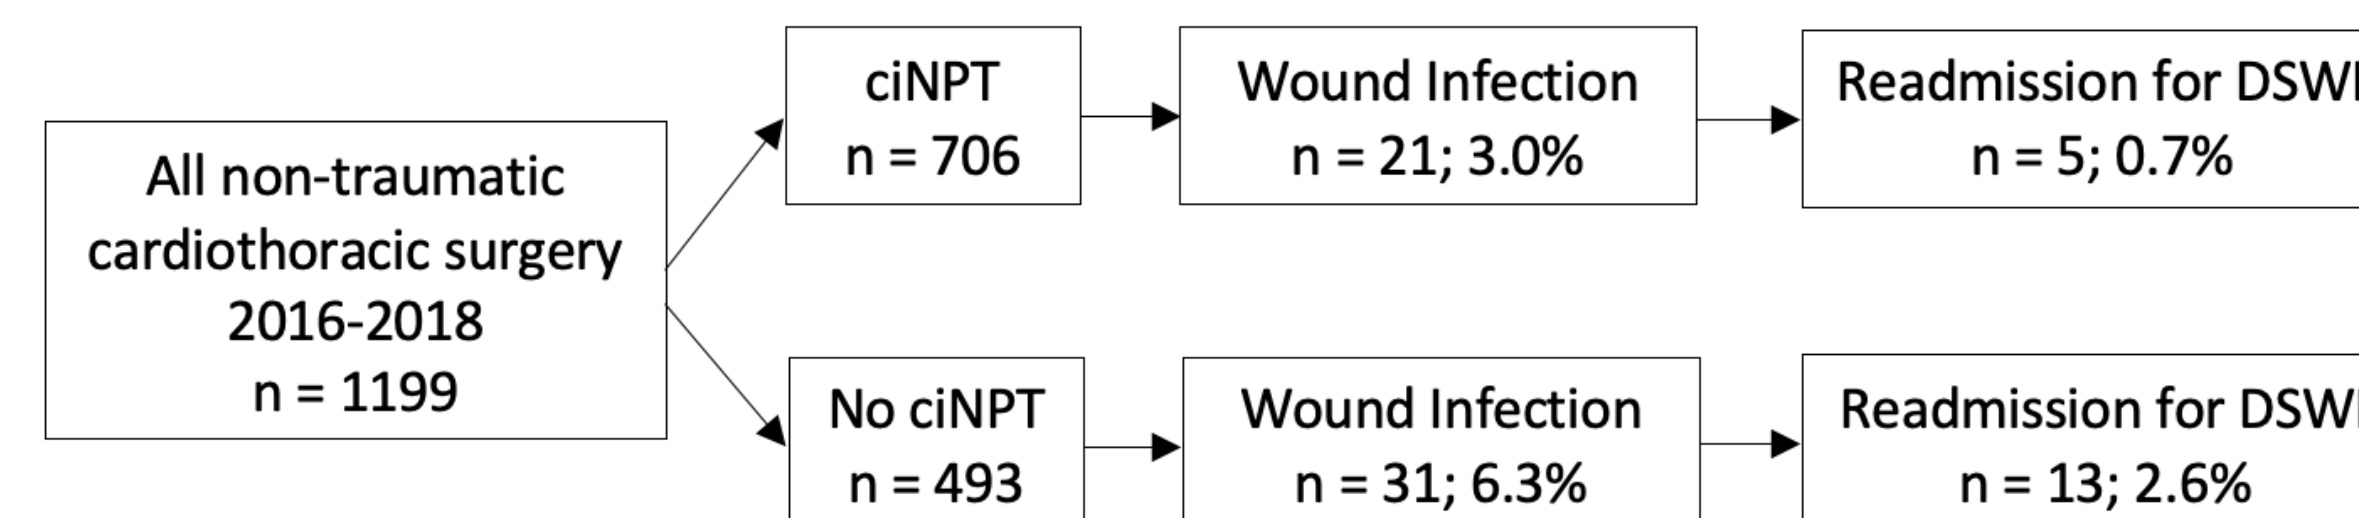 All non-traumatic
cardiothoracic surgery
2016-2018
n = 1199
ciNPT
n = 706
Wound Infection
n = 21; 3.0%
Readmission for DSWI
n = 5; 0.7%
No ciNPT
n = 493
Wound Infection
n = 31; 6.3%
Readmission for DSWI
n = 13; 2.6%